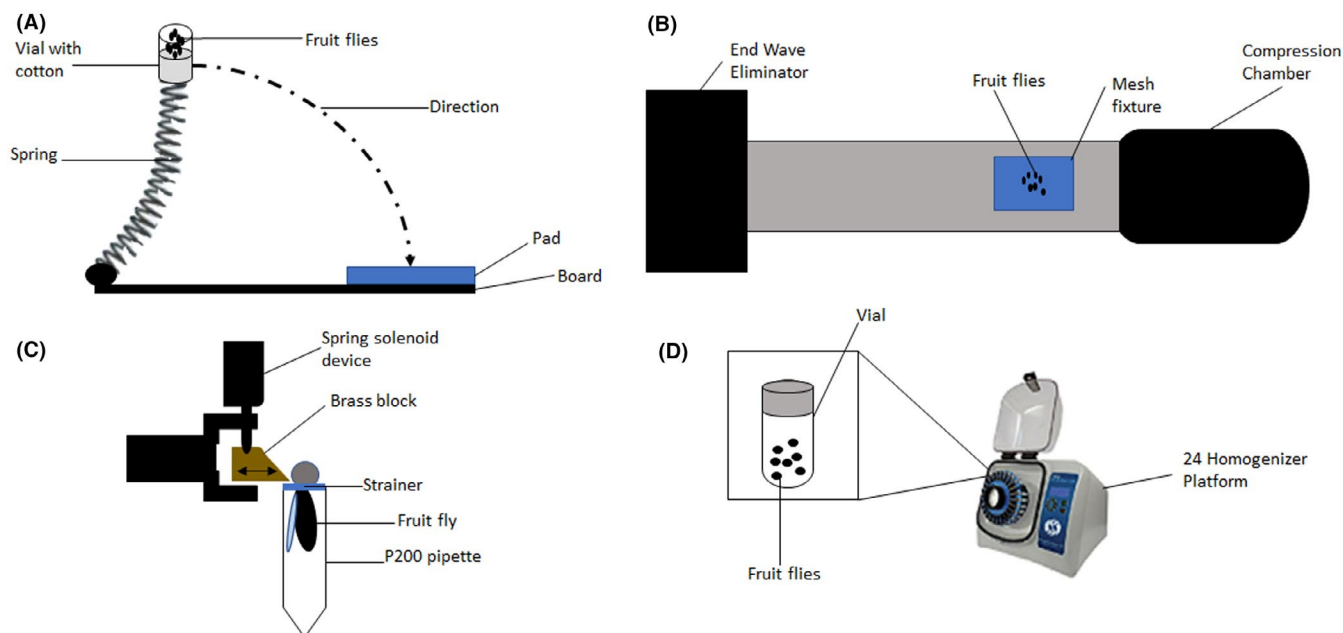 (A)
Fruit flies
Vial with
cotton
Direction
Spring
Pad
Board
(B)
End Wave
Eliminator
Fruit flies
Mesh
fixture
Compression
Chamber
(C)
Spring solenoid
device
Brass block
Strainer
Fruit fly
P200 pipette
(D)
Vial
24 Homogenizer
Platform
Fruit flies